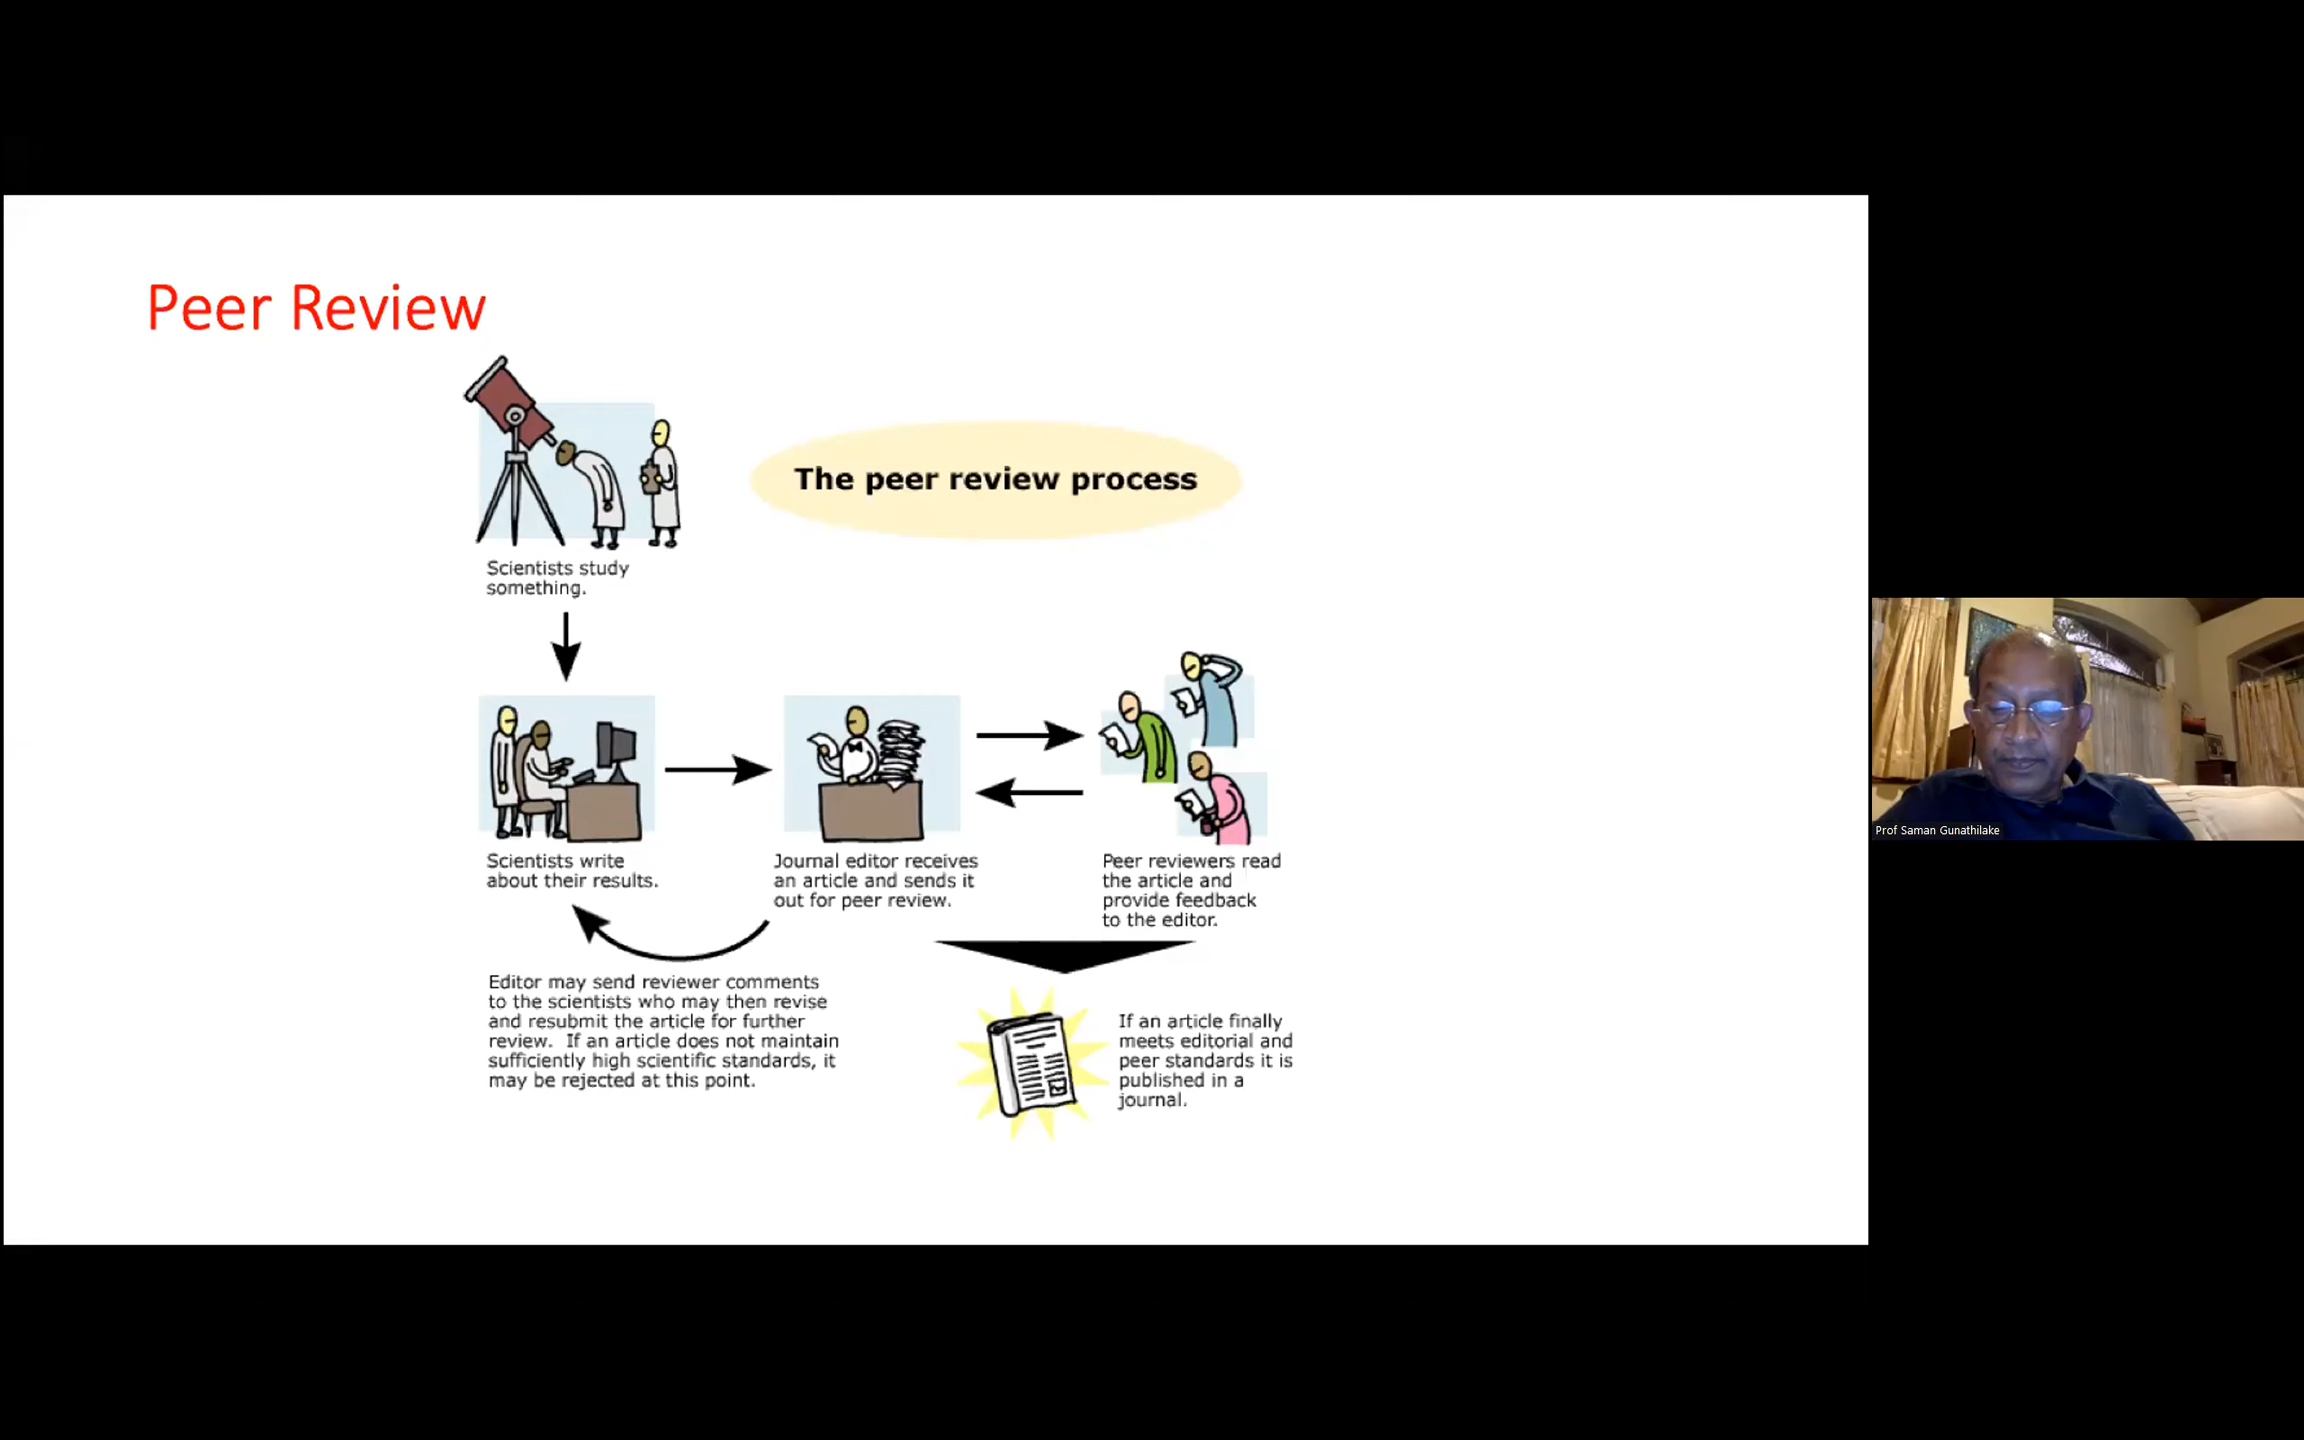 Peer Review
The peer review process
Scientists study
something.
Scientists write
about their results.
Journal editor receives
an article and sends it
out for peer review.
Peer reviewers read
the article and
provide feedback
to the editor.
Editor may send reviewer comments
to the scientists who may then revise
and resubmit the article for further
review.  If an article does not maintain
sufficiently high scientific standards, it
may be rejected at this point.
If an article finally
meets editorial and
peer standards it is
published in a
journal.
Prof Saman Gunathilake